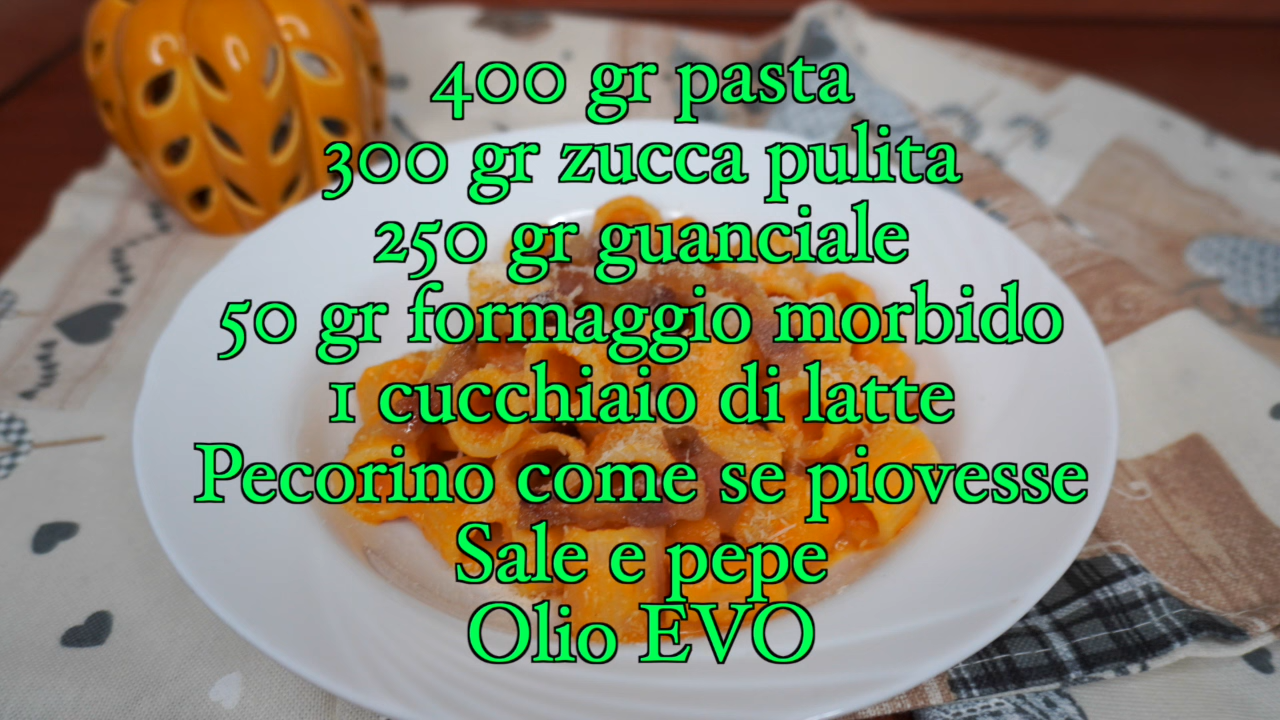 400 gr pasta
300 gr zucca pulita
250 gr guanciale
50 gr formaggio morbido
1 cucchiaio di latte
Pecorino come se piovesse
Sale e pepe
Olio EVO